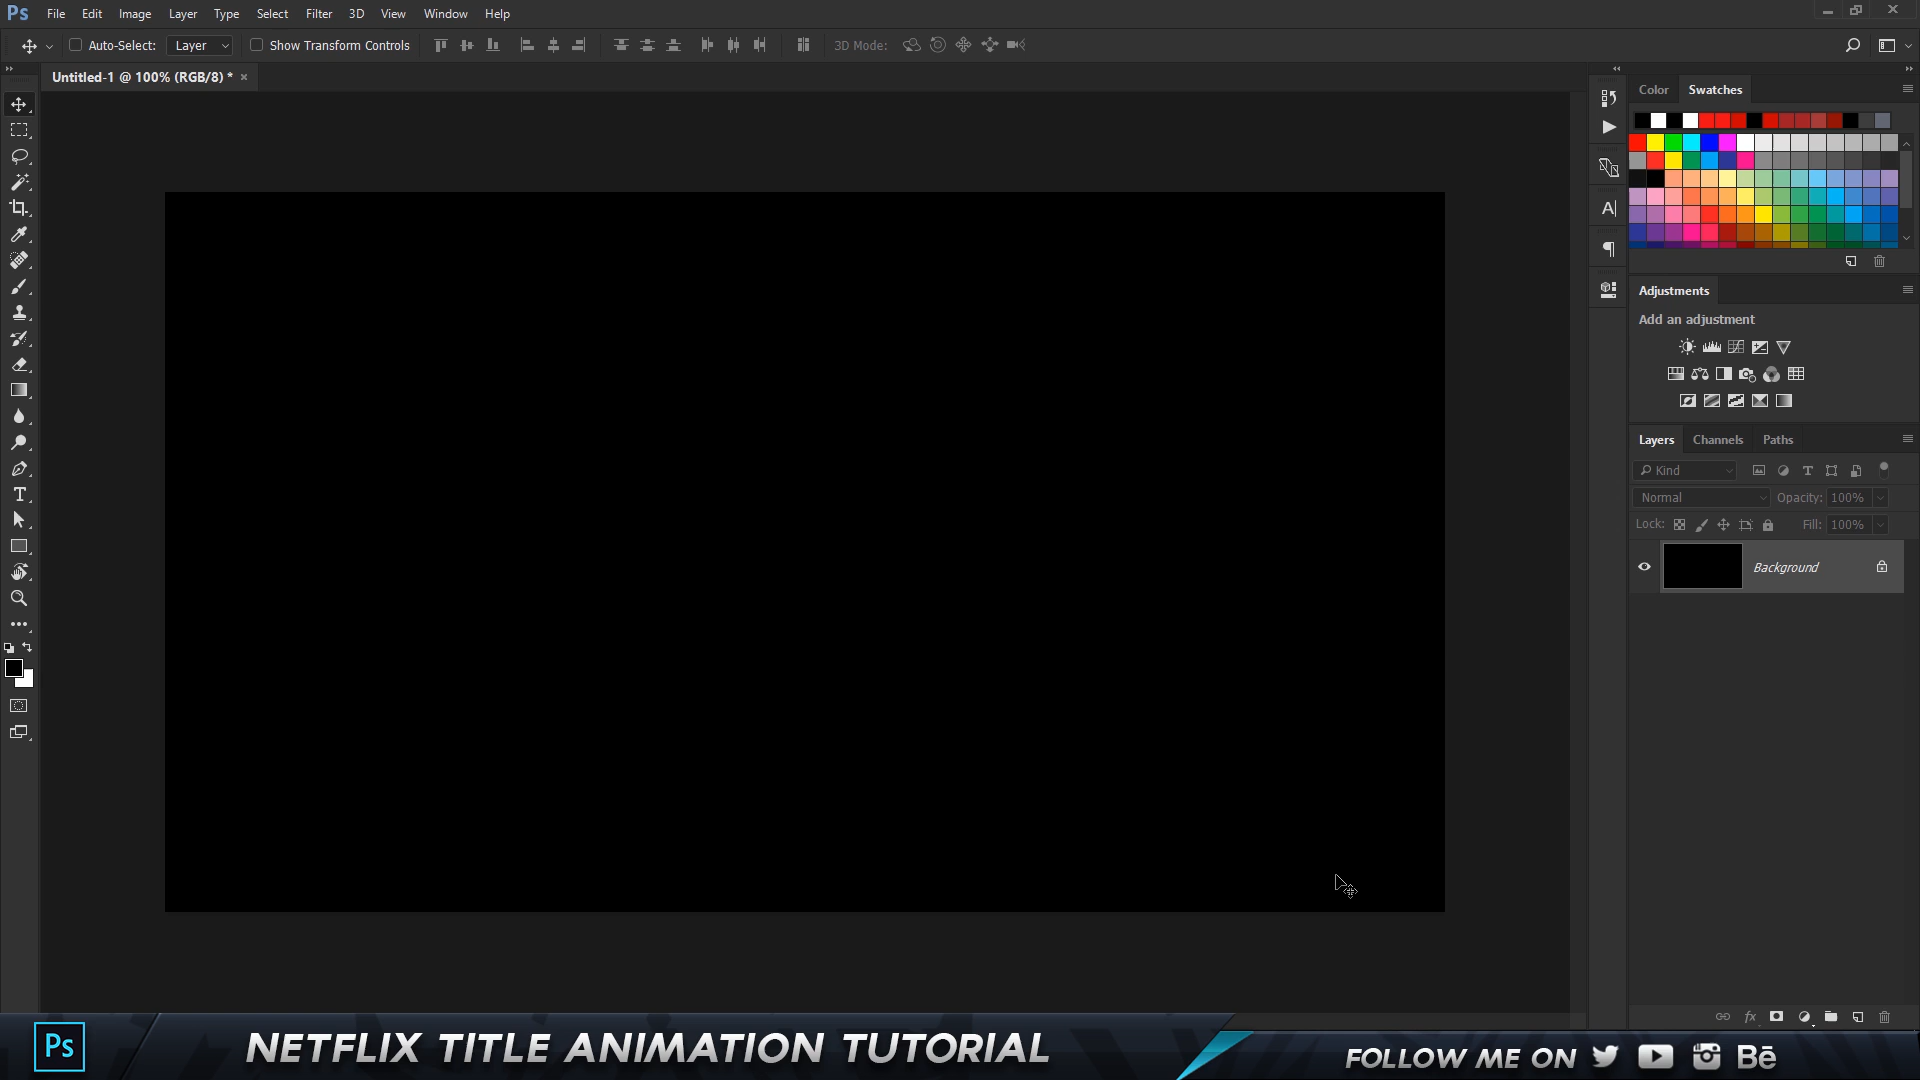 Ps File Edit Image Layer Type Select Filter 3D View Window Help
Auto-Select: Layer Show Transform Controls 3D Mode:
Untitled-1 @ 100% (RGB/8) * ×
Color Swatches
Adjustments
Add an adjustment
Layers Channels Paths
Kind
Normal Opacity: 100%
Lock: Fill: 100%
Background
fx
Ps NETFLIX TITLE ANIMATION TUTORIAL
FOLLOW ME ON Bē